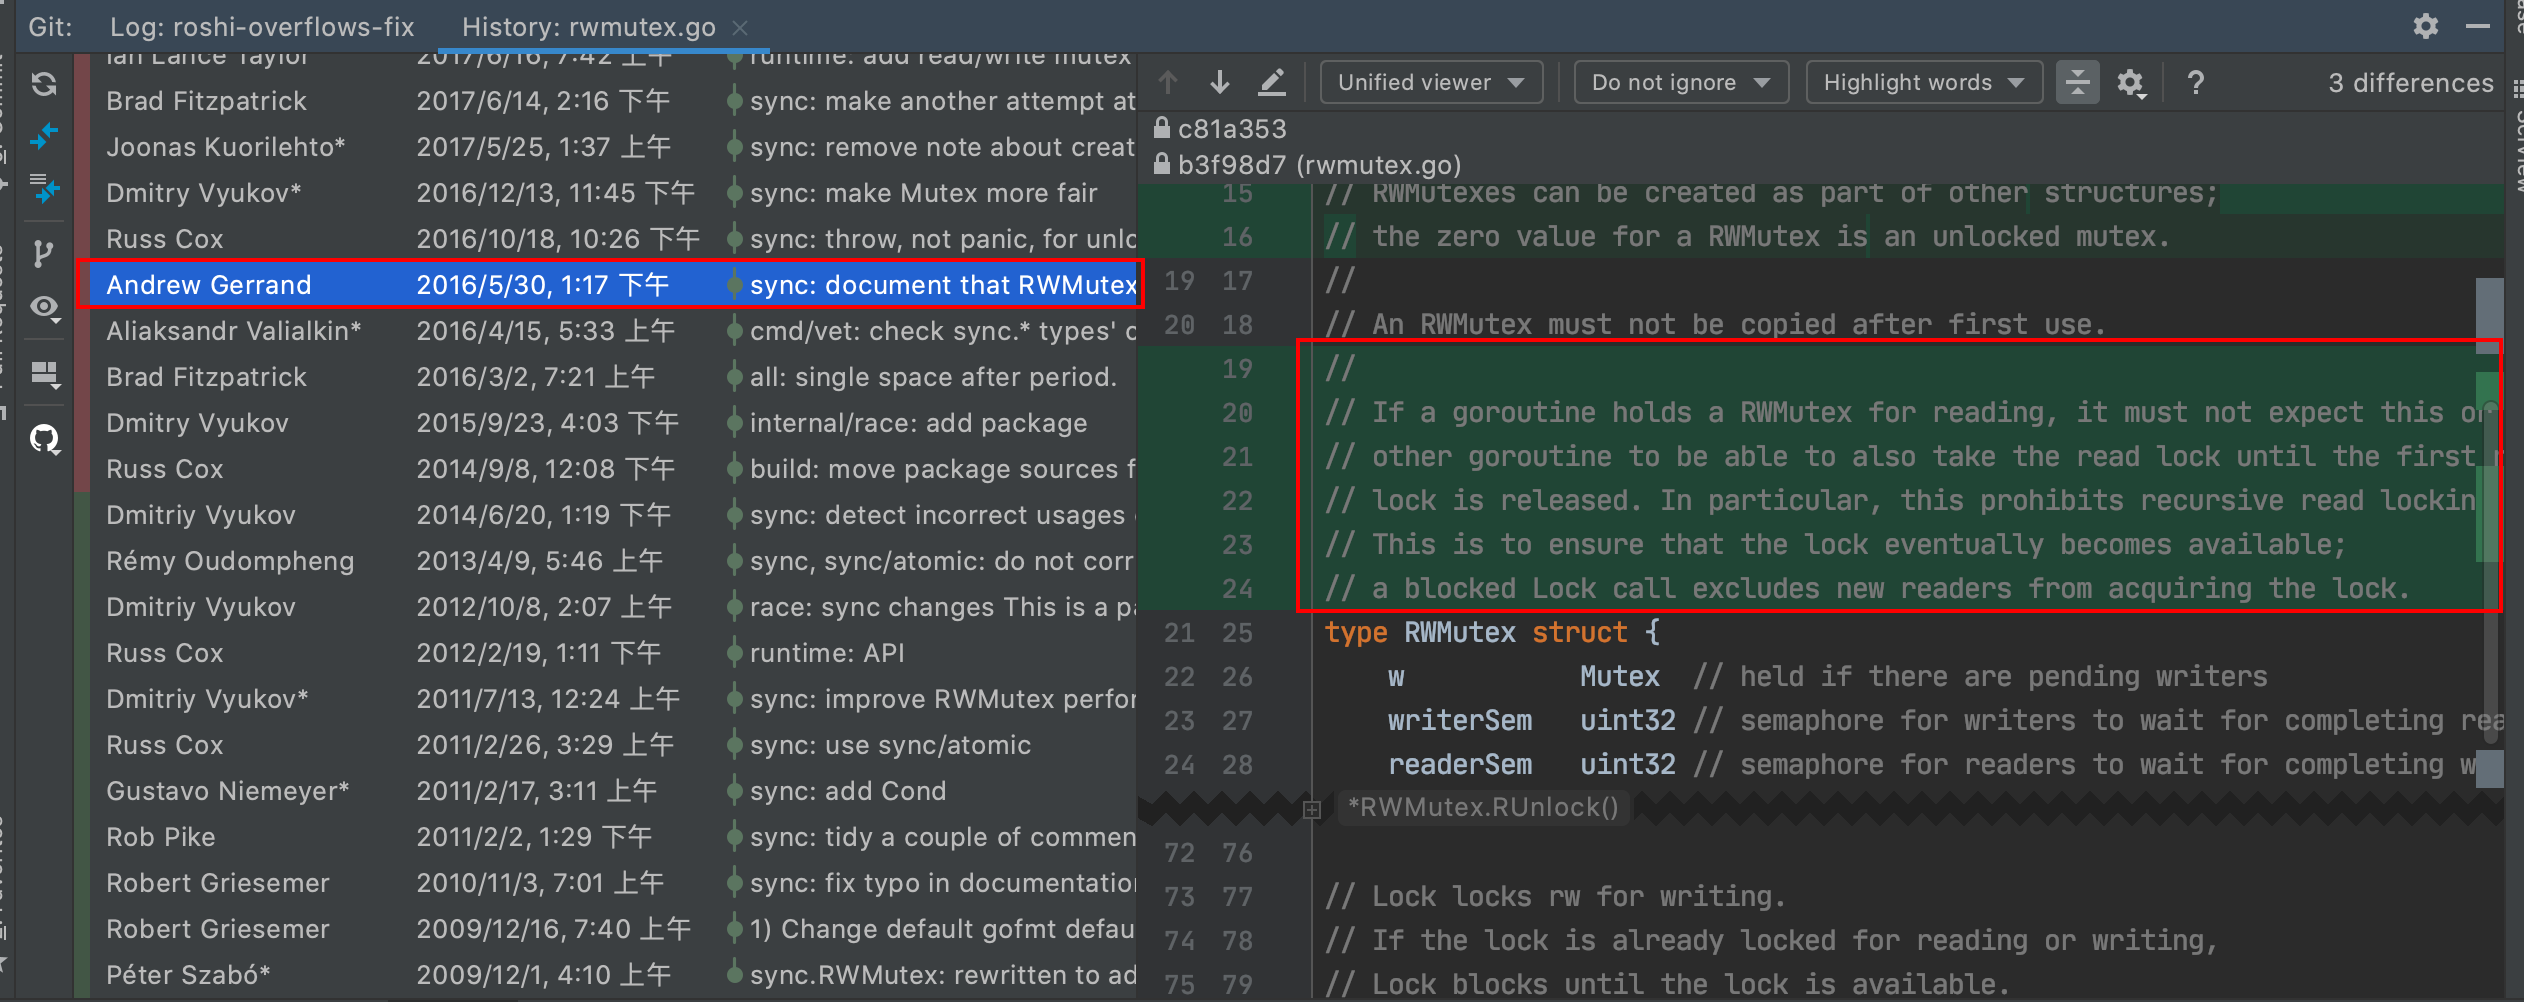 Git: Log: roshi-overflows-fix History: rwmutex.go
Ian Lance Taylor 2017/6/16, 7:42 上午 runtime: add read/write mutex
Brad Fitzpatrick 2017/6/14, 2:16 下午 sync: make another attempt at
Joonas Kuorilehto* 2017/5/25, 1:37 上午 sync: remove note about creat
Dmitry Vyukov* 2016/12/13, 11:45 下午 sync: make Mutex more fair
Russ Cox 2016/10/18, 10:26 下午 sync: throw, not panic, for unlo
Andrew Gerrand 2016/5/30, 1:17 下午 sync: document that RWMutex
Aliaksandr Valialkin* 2016/4/15, 5:33 上午 cmd/vet: check sync.* types' c
Brad Fitzpatrick 2016/3/2, 7:21 上午 all: single space after period.
Dmitry Vyukov 2015/9/23, 4:03 下午 internal/race: add package
Russ Cox 2014/9/8, 12:08 下午 build: move package sources f
Dmitriy Vyukov 2014/6/20, 1:19 下午 sync: detect incorrect usages
Rémy Oudompheng 2013/4/9, 5:46 上午 sync, sync/atomic: do not corr
Dmitriy Vyukov 2012/10/8, 2:07 上午 race: sync changes This is a pa
Russ Cox 2012/2/19, 1:11 下午 runtime: API
Dmitriy Vyukov* 2011/7/13, 12:24 上午 sync: improve RWMutex perfor
Russ Cox 2011/2/26, 3:29 上午 sync: use sync/atomic
Gustavo Niemeyer* 2011/2/17, 3:11 上午 sync: add Cond
Rob Pike 2011/2/2, 1:29 下午 sync: tidy a couple of commen
Robert Griesemer 2010/11/3, 7:01 上午 sync: fix typo in documentation
Robert Griesemer 2009/12/16, 7:40 上午 1) Change default gofmt defau
Péter Szabó* 2009/12/1, 4:10 上午 sync.RWMutex: rewritten to ad
Unified viewer Do not ignore Highlight words ? 3 differences
c81a353
b3f98d7 (rwmutex.go)
15 // RWMutexes can be created as part of other structures;
16 // the zero value for a RWMutex is an unlocked mutex.
19 17 //
20 18 // An RWMutex must not be copied after first use.
19 //
20 // If a goroutine holds a RWMutex for reading, it must not expect this or
21 // other goroutine to be able to also take the read lock until the first r
22 // lock is released. In particular, this prohibits recursive read lockin
23 // This is to ensure that the lock eventually becomes available;
24 // a blocked Lock call excludes new readers from acquiring the lock.
21 25 type RWMutex struct {
22 26 w Mutex // held if there are pending writers
23 27 writerSem uint32 // semaphore for writers to wait for completing rea
24 28 readerSem uint32 // semaphore for readers to wait for completing w
*RWMutex.RUnlock()
72 76
73 77 // Lock locks rw for writing.
74 78 // If the lock is already locked for reading or writing,
75 79 // Lock blocks until the lock is available.